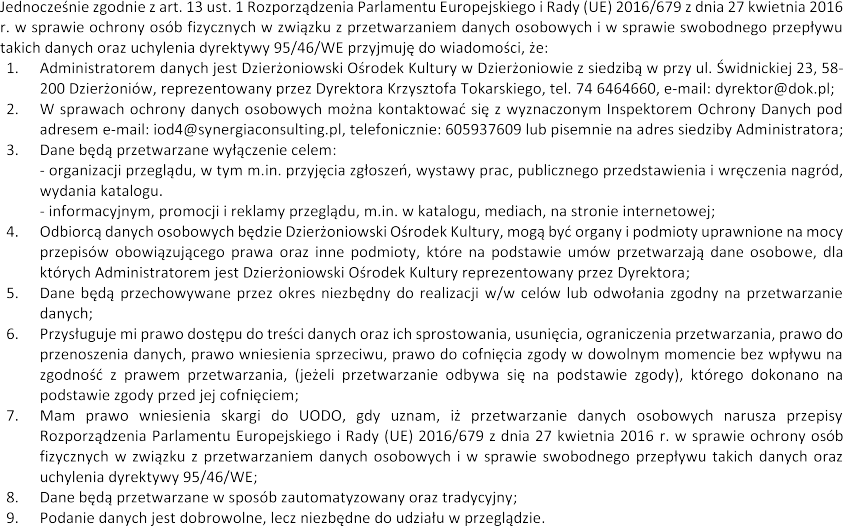 Jednocześnie zgodnie z art. 13 ust. 1 Rozporządzenia Parlamentu Europejskiego i Rady (UE) 2016/679 z dnia 27 kwietnia 2016
r. w sprawie ochrony osób fizycznych w związku z przetwarzaniem danych osobowych i w sprawie swobodnego przepływu
takich danych oraz uchylenia dyrektywy 95/46/WE przyjmuję do wiadomości, że:
1. Administratorem danych jest Dzierżoniowski Ośrodek Kultury w Dzierżoniowie z siedzibą w przy ul. Świdnickiej 23, 58-
200 Dzierżoniów, reprezentowany przez Dyrektora Krzysztofa Tokarskiego, tel. 74 6464660, e-mail: dyrektor@dok.pl;
2. W sprawach ochrony danych osobowych można kontaktować się z wyznaczonym Inspektorem Ochrony Danych pod
adresem e-mail: iod4@synergiaconsulting.pl, telefonicznie: 605937609 lub pisemnie na adres siedziby Administratora;
3. Dane będą przetwarzane wyłączenie celem:
- organizacji przeglądu, w tym m.in. przyjęcia zgłoszeń, wystawy prac, publicznego przedstawienia i wręczenia nagród,
wydania katalogu.
- informacyjnym, promocji i reklamy przeglądu, m.in. w katalogu, mediach, na stronie internetowej;
4. Odbiorcą danych osobowych będzie Dzierżoniowski Ośrodek Kultury, mogą być organy i podmioty uprawnione na mocy
przepisów obowiązującego prawa oraz inne podmioty, które na podstawie umów przetwarzają dane osobowe, dla
których Administratorem jest Dzierżoniowski Ośrodek Kultury reprezentowany przez Dyrektora;
5. Dane będą przechowywane przez okres niezbędny do realizacji w/w celów lub odwołania zgodny na przetwarzanie
danych;
6. Przysługuje mi prawo dostępu do treści danych oraz ich sprostowania, usunięcia, ograniczenia przetwarzania, prawo do
przenoszenia danych, prawo wniesienia sprzeciwu, prawo do cofnięcia zgody w dowolnym momencie bez wpływu na
zgodność z prawem przetwarzania, (jeżeli przetwarzanie odbywa się na podstawie zgody), którego dokonano na
podstawie zgody przed jej cofnięciem;
7. Mam prawo wniesienia skargi do UODO, gdy uznam, iż przetwarzanie danych osobowych narusza przepisy
Rozporządzenia Parlamentu Europejskiego i Rady (UE) 2016/679 z dnia 27 kwietnia 2016 r. w sprawie ochrony osób
fizycznych w związku z przetwarzaniem danych osobowych i w sprawie swobodnego przepływu takich danych oraz
uchylenia dyrektywy 95/46/WE;
8. Dane będą przetwarzane w sposób zautomatyzowany oraz tradycyjny;
9. Podanie danych jest dobrowolne, lecz niezbędne do udziału w przeglądzie.